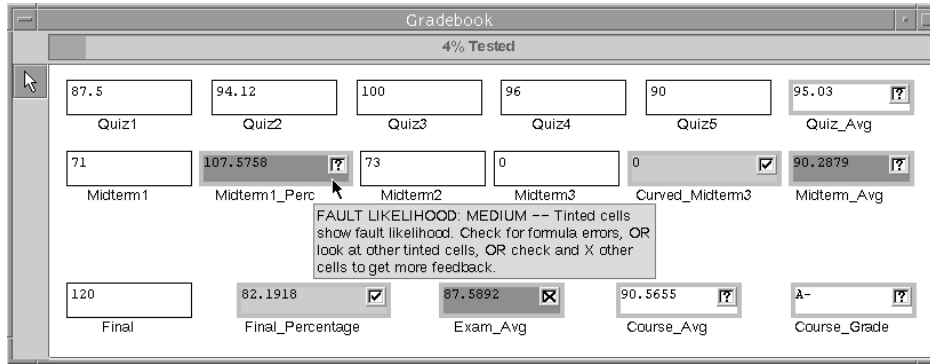 Gradebook
4% Tested
87.5 94.12 100 96 90 95.03 ?
Quiz1 Quiz2 Quiz3 Quiz4 Quiz5 Quiz_Avg
71 107.5758 ? 73 0 0 90.2879 ?
Midterm1 Midterm1_Perc Midterm2 Midterm3 Curved_Midterm3 Midterm_Avg
FAULT LIKELIHOOD: MEDIUM -- Tinted cells
show fault likelihood. Check for formula errors, OR
look at other tinted cells, OR check and X other
cells to get more feedback.
120 82.1918 87.5892 90.5655 ? A- ?
Final Final_Percentage Exam_Avg Course_Avg Course_Grade